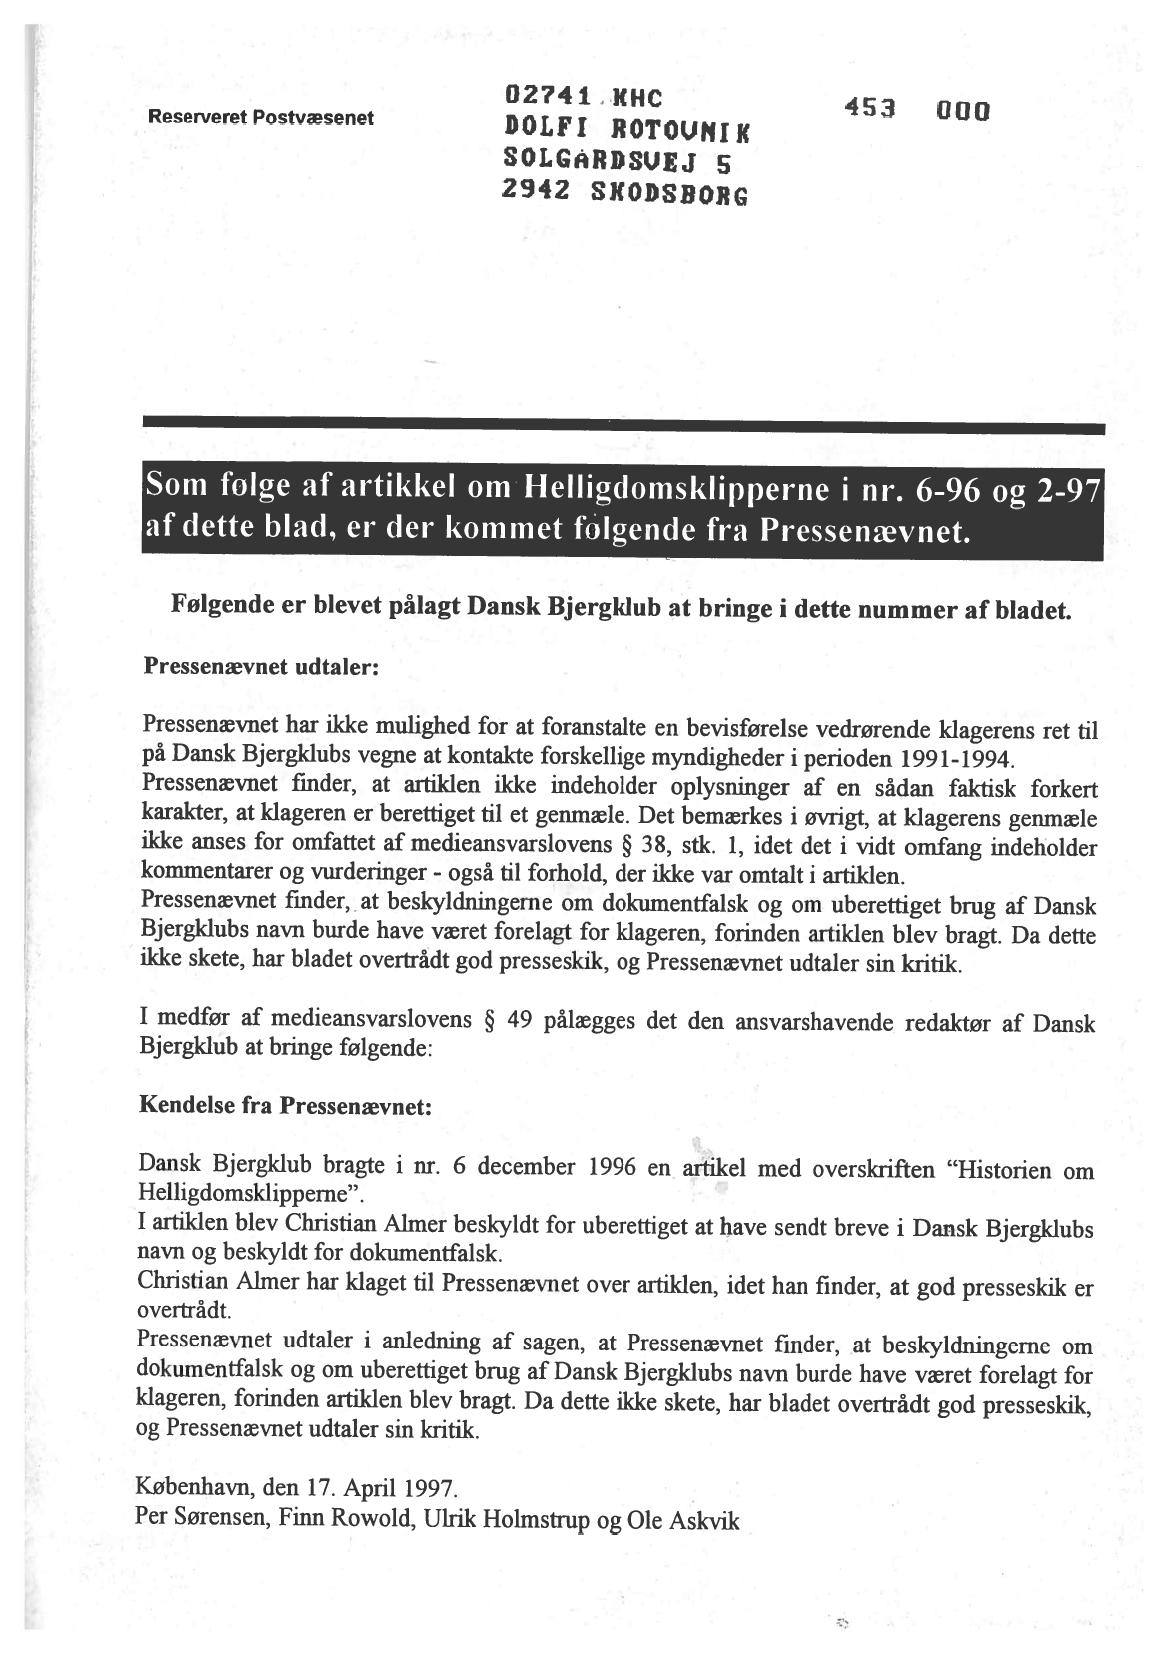 Reserveret Postvæsenet
02741 KHC
DOLFI ROTOVNIK
SOLGÅRDSVEJ 5
2942 SKODSBORG
453 000
Som følge af artikkel om Helligdomsklipperne i nr. 6-96 og 2-97
af dette blad, er der kommet følgende fra Pressenævnet.
Følgende er blevet pålagt Dansk Bjergklub at bringe i dette nummer af bladet.
Pressenævnet udtaler:
Pressenævnet har ikke mulighed for at foranstalte en bevisførelse vedrørende klagerens ret til
på Dansk Bjergklubs vegne at kontakte forskellige myndigheder i perioden 1991-1994.
Pressenævnet finder, at artiklen ikke indeholder oplysninger af en sådan faktisk forkert
karakter, at klageren er berettiget til et genmæle. Det bemærkes i øvrigt, at klagerens genmæle
ikke anses for omfattet af medieansvarslovens § 38, stk. 1, idet det i vidt omfang indeholder
kommentarer og vurderinger - også til forhold, der ikke var omtalt i artiklen.
Pressenævnet finder, at beskyldningerne om dokumentfalsk og om uberettiget brug af Dansk
Bjergklubs navn burde have været forelagt for klageren, forinden artiklen blev bragt. Da dette
ikke skete, har bladet overtrådt god presseskik, og Pressenævnet udtaler sin kritik.
I medfør af medieansvarslovens § 49 pålægges det den ansvarshavende redaktør af Dansk
Bjergklub at bringe følgende:
Kendelse fra Pressenævnet:
Dansk Bjergklub bragte i nr. 6 december 1996 en artikel med overskriften “Historien om
Helligdomsklipperne”.
I artiklen blev Christian Almer beskyldt for uberettiget at have sendt breve i Dansk Bjergklubs
navn og beskyldt for dokumentfalsk.
Christian Almer har klaget til Pressenævnet over artiklen, idet han finder, at god presseskik er
overtrådt.
Pressenævnet udtaler i anledning af sagen, at Pressenævnet finder, at beskyldningerne om
dokumentfalsk og om uberettiget brug af Dansk Bjergklubs navn burde have været forelagt for
klageren, forinden artiklen blev bragt. Da dette ikke skete, har bladet overtrådt god presseskik,
og Pressenævnet udtaler sin kritik.
København, den 17. April 1997.
Per Sørensen, Finn Rowold, Ulrik Holmstrup og Ole Askvik